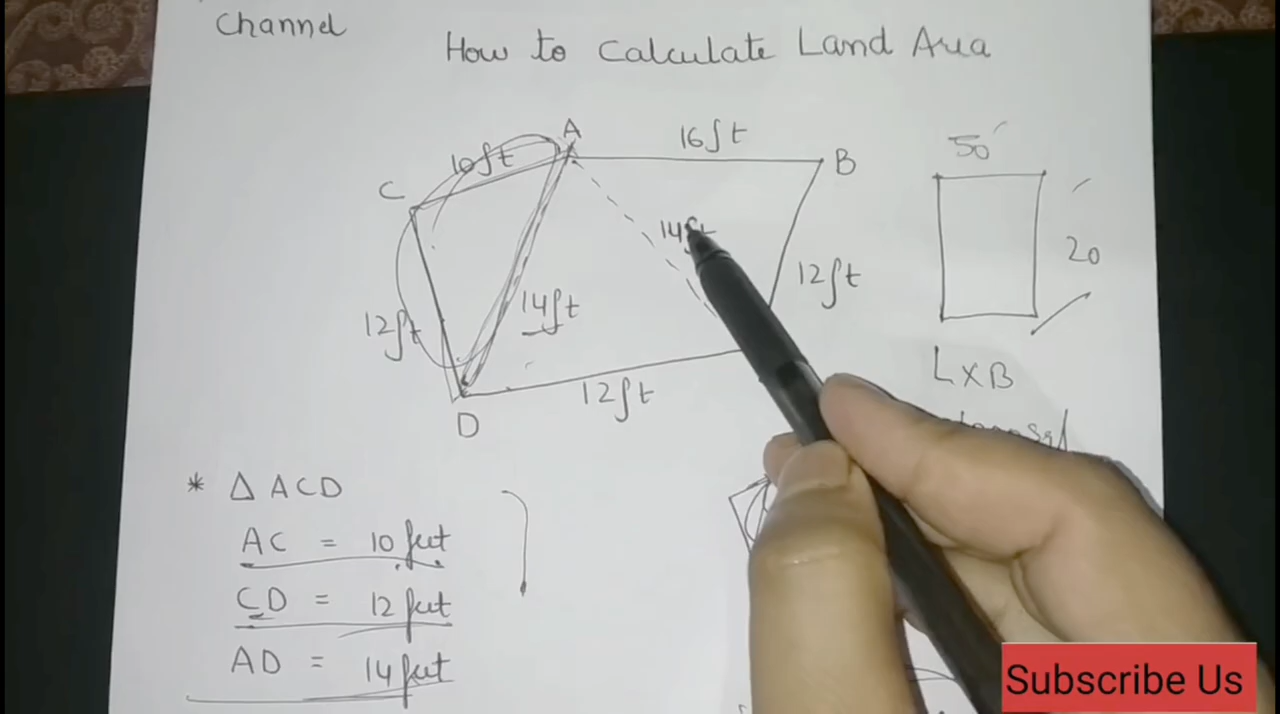 Channel
How to Calculate Land Area
A
10ft
16ft
B
50'
C
14ft
20
12ft
12ft
14ft
12ft
D
L x B
* Δ ACD
AC = 10 feet
CD = 12 feet
AD = 14 feet
Subscribe Us